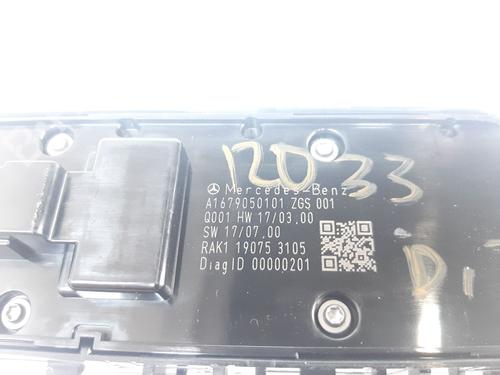 12033
Mercedes-Benz
A1679050101 ZGS 001
Q001 HW 17/03.00
SW 17/07.00
RAK1 19075 3105
DiagID 00000201
D